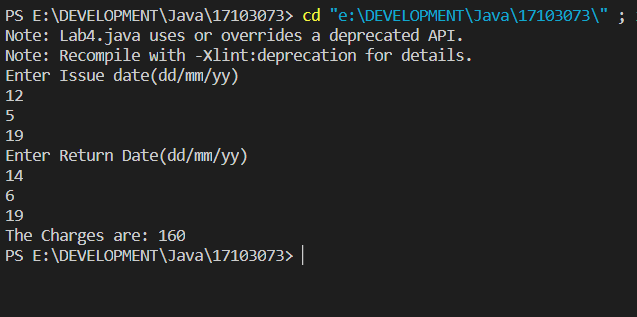 PS E:\DEVELOPMENT\Java\17103073> cd "e:\DEVELOPMENT\Java\17103073\" ;
Note: Lab4.java uses or overrides a deprecated API.
Note: Recompile with -Xlint:deprecation for details.
Enter Issue date(dd/mm/yy)
12
5
19
Enter Return Date(dd/mm/yy)
14
6
19
The Charges are: 160
PS E:\DEVELOPMENT\Java\17103073>